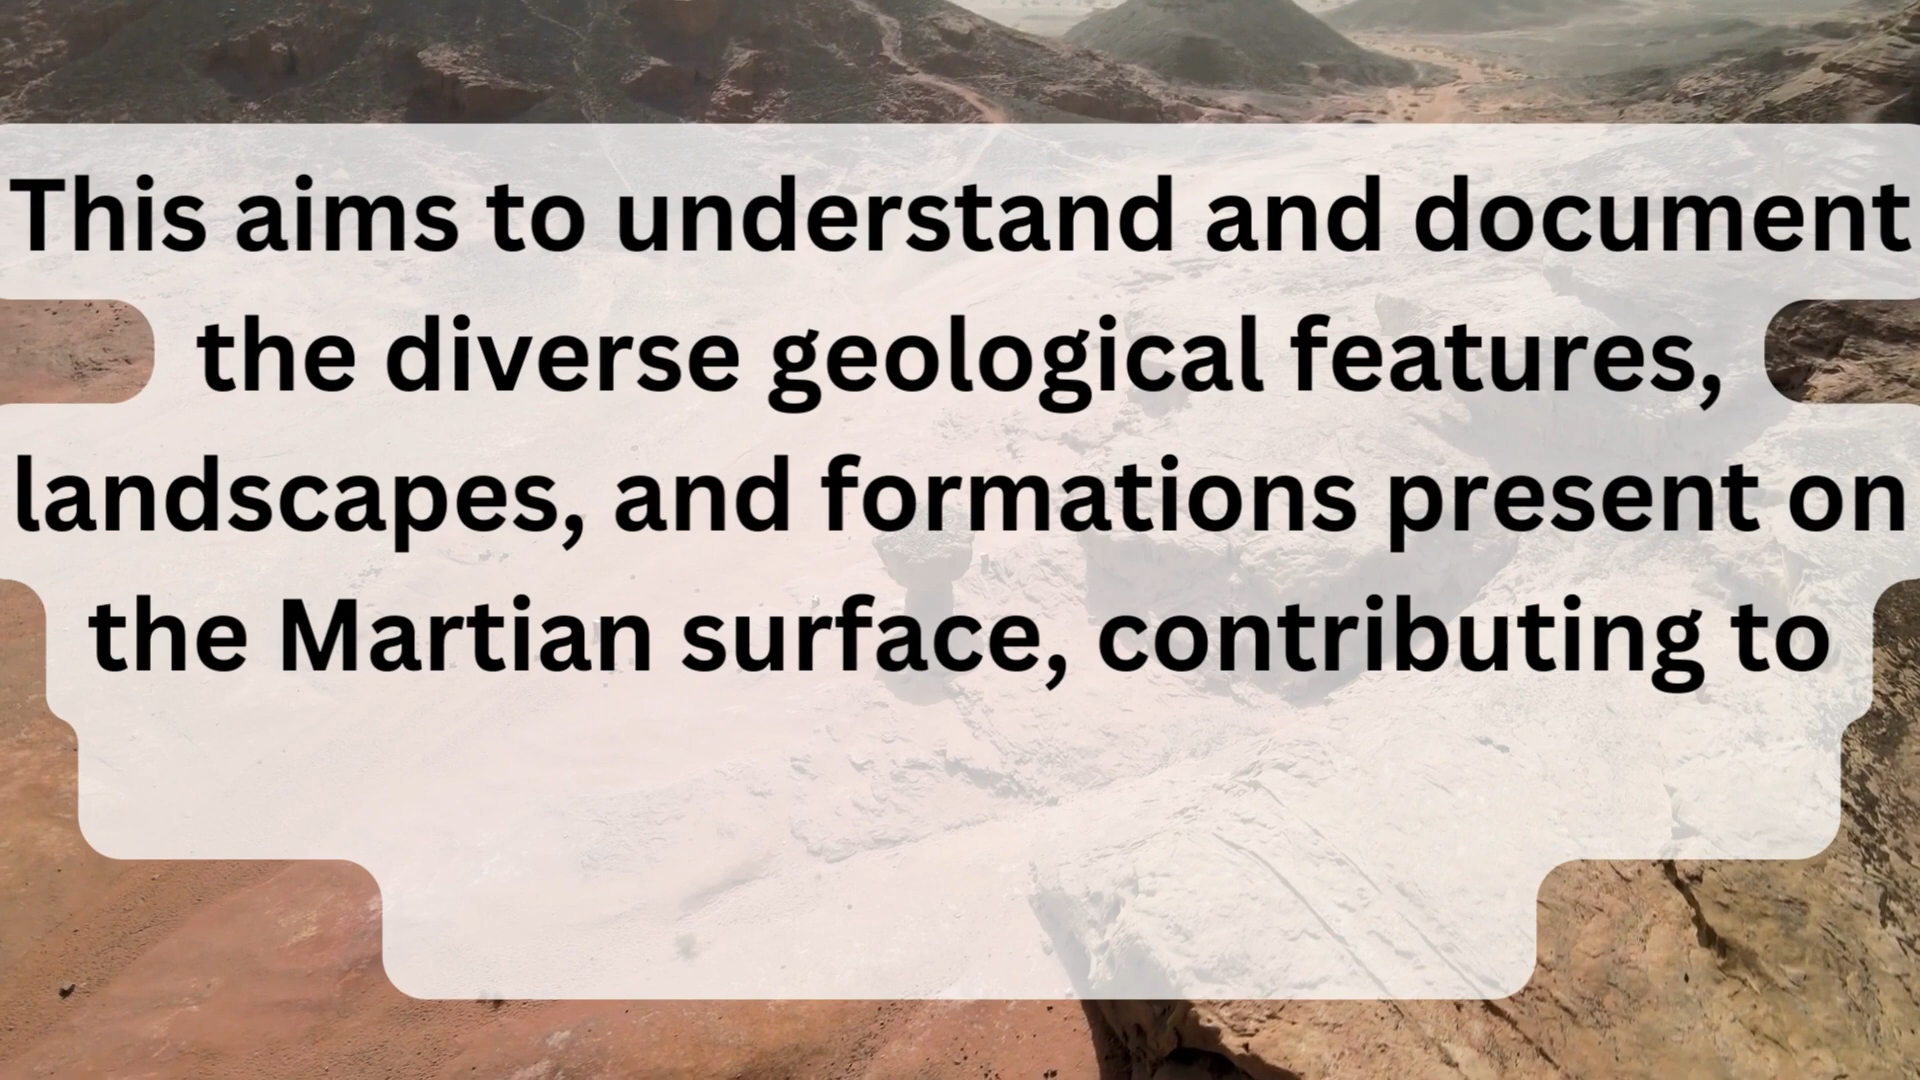 This aims to understand and document
the diverse geological features,
landscapes, and formations present on
the Martian surface, contributing to